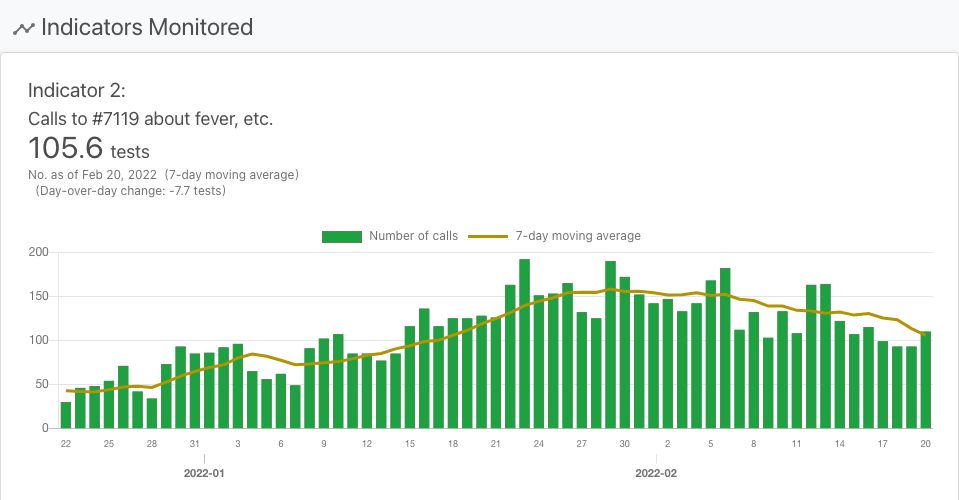 Indicators Monitored
Indicator 2:
Calls to #7119 about fever, etc.
105.6 tests
No. as of Feb 20, 2022 (7-day moving average)
(Day-over-day change: -7.7 tests)
Number of calls 7-day moving average
200
150
100
50
0
22 25 28 31 3 6 9 12 15 18 21 24 27 30 2 5 8 11 14 17 20
2022-01 2022-02